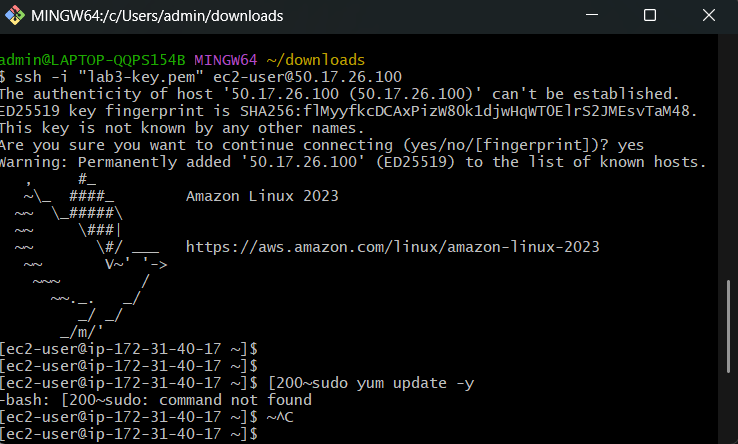 MINGW64:/c/Users/admin/downloads
admin@LAPTOP-QQPS154B MINGW64 ~/downloads
$ ssh -i "lab3-key.pem" ec2-user@50.17.26.100
The authenticity of host '50.17.26.100 (50.17.26.100)' can't be established.
ED25519 key fingerprint is SHA256:flMyyfkcDCAxPizW80k1djwHqWT0ElrS2JMEsvTaM48.
This key is not known by any other names.
Are you sure you want to continue connecting (yes/no/[fingerprint])? yes
Warning: Permanently added '50.17.26.100' (ED25519) to the list of known hosts.
   ,     #_
   ~\_  ####_        Amazon Linux 2023
  ~~  \_#####\
  ~~     \###|
  ~~       \#/ ___   https://aws.amazon.com/linux/amazon-linux-2023
   ~~       V~' '->
    ~~~         /
      ~~._.   _/
         _/ _/
       _/m/'
[ec2-user@ip-172-31-40-17 ~]$
[ec2-user@ip-172-31-40-17 ~]$
[ec2-user@ip-172-31-40-17 ~]$ [200~sudo yum update -y
-bash: [200~sudo: command not found
[ec2-user@ip-172-31-40-17 ~]$ ~^C
[ec2-user@ip-172-31-40-17 ~]$